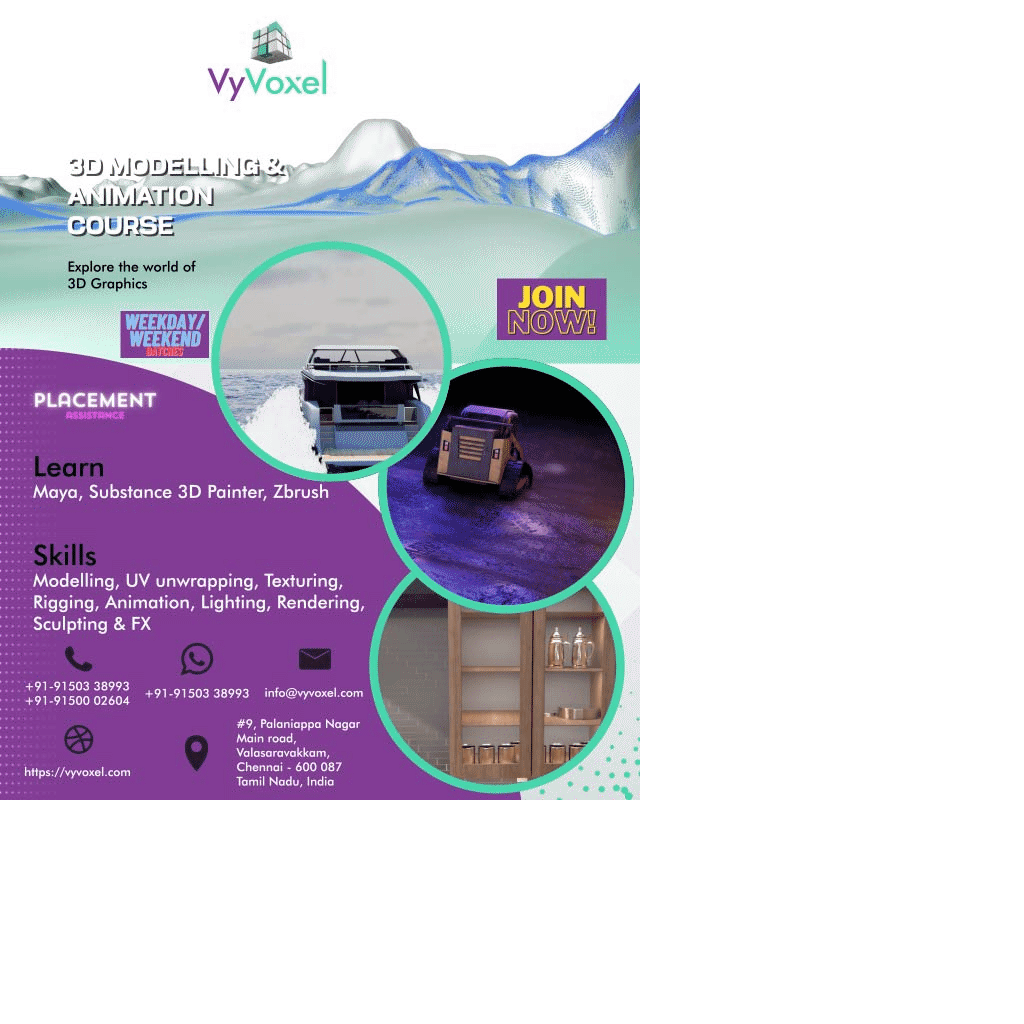 VyVoxel
3D MODELLING &
ANIMATION
COURSE
Explore the world of
3D Graphics
WEEKDAY/
WEEKEND
BATCHES
JOIN
NOW!
PLACEMENT
ASSISTANCE
Learn
Maya, Substance 3D Painter, Zbrush
Skills
Modelling, UV unwrapping, Texturing,
Rigging, Animation, Lighting, Rendering,
Sculpting & FX
+91-91503 38993
+91-91500 02604
+91-91503 38993
info@vyvoxel.com
https://vyvoxel.com
#9, Palaniappa Nagar
Main road,
Valasaravakkam,
Chennai - 600 087
Tamil Nadu, India